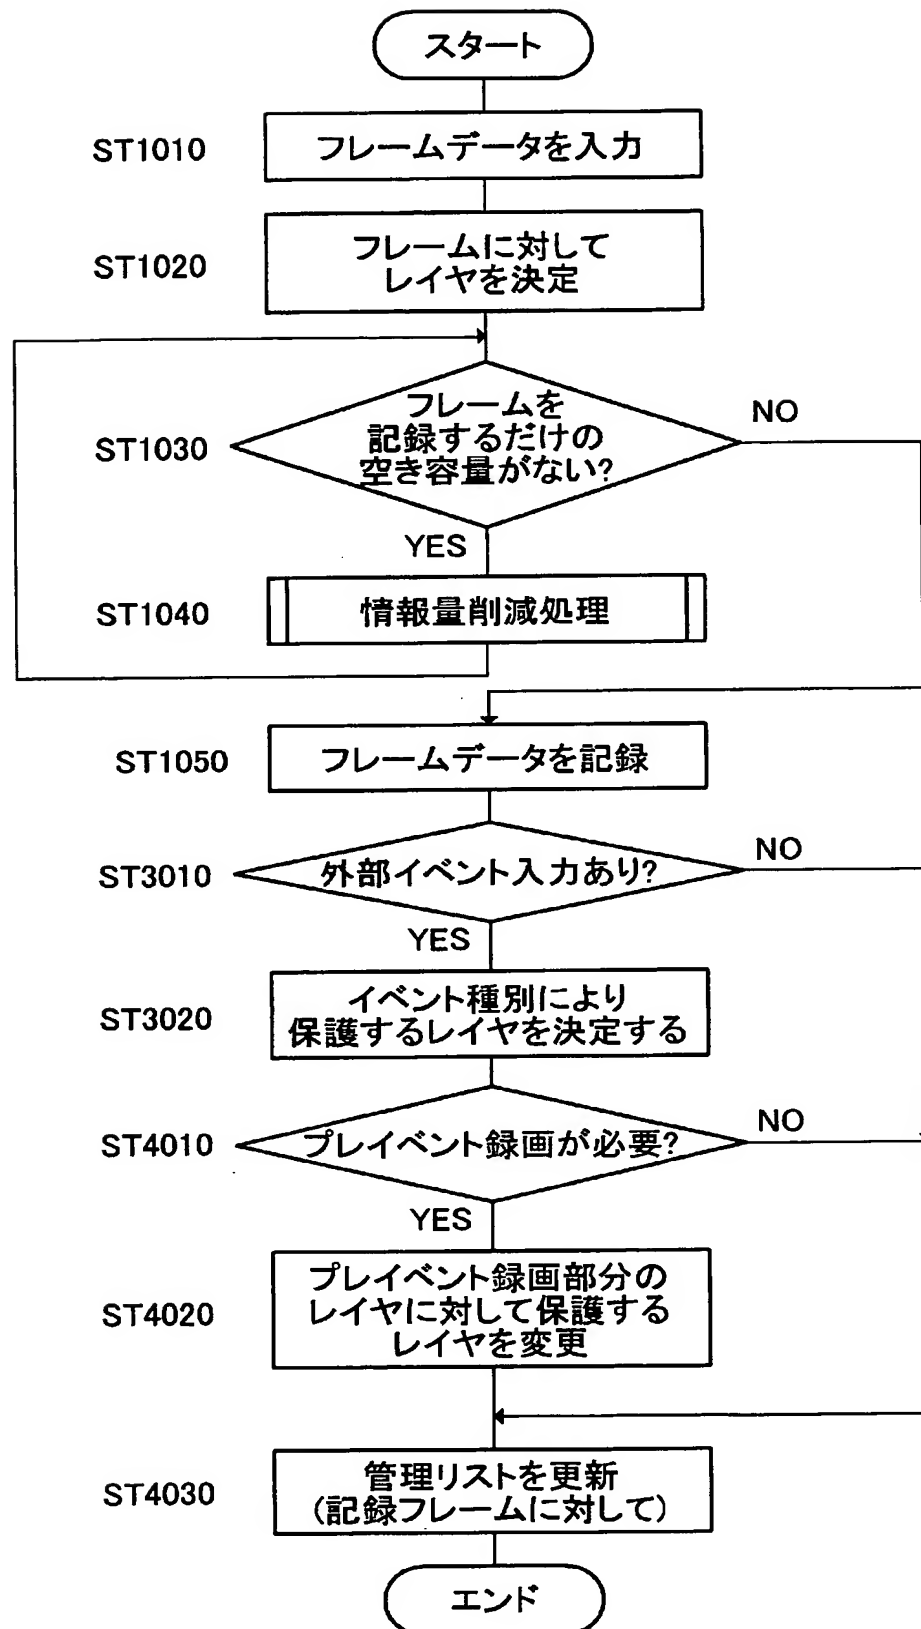 スタート
ST1010
フレームデータを入力
ST1020
フレームに対して
レイヤを決定
ST1030
フレームを
記録するだけの
空き容量がない?
NO
YES
ST1040
情報量削減処理
ST1050
フレームデータを記録
ST3010
外部イベント入力あり?
NO
YES
ST3020
イベント種別により
保護するレイヤを決定する
ST4010
プレイベント録画が必要?
NO
YES
ST4020
プレイベント録画部分の
レイヤに対して保護する
レイヤを変更
ST4030
管理リストを更新
(記録フレームに対して)
エンド